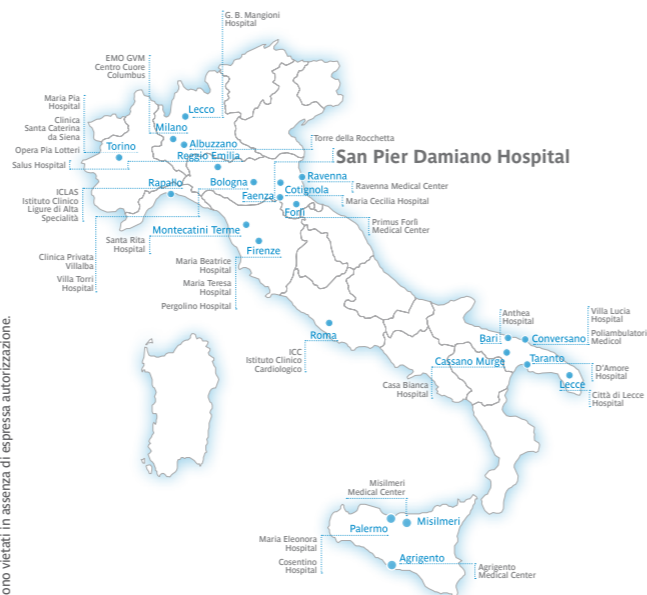 G. B. Mangioni
Hospital
EMO GVM
Centro Cuore
Columbus
Maria Pia
Hospital
Clinica
Santa Caterina
da Siena
Opera Pia Lotteri
Salus Hospital
Lecco
Milano
Torino
Albuzzano
Reggio Emilia
Torre della Rocchetta
San Pier Damiano Hospital
ICLAS
Istituto Clinico
Ligure di Alta
Specialità
Rapallo
Bologna
Ravenna
Cotignola
Faenza
Forlì
Ravenna Medical Center
Maria Cecilia Hospital
Primus Forlì
Medical Center
Santa Rita
Hospital
Montecatini Terme
Firenze
Clinica Privata
Villalba
Villa Torri
Hospital
Maria Beatrice
Hospital
Maria Teresa
Hospital
Pergolino Hospital
Roma
ICC
Istituto Clinico
Cardiologico
Anthea
Hospital
Villa Lucia
Hospital
Poliambulatori
Medicol
Bari
Conversano
Cassano Murge
Taranto
Lecce
D'Amore
Hospital
Città di Lecce
Hospital
Casa Bianca
Hospital
Misilmeri
Medical Center
Palermo
Misilmeri
Maria Eleonora
Hospital
Cosentino
Hospital
Agrigento
Agrigento
Medical Center
ono vietati in assenza di espressa autorizzazione.